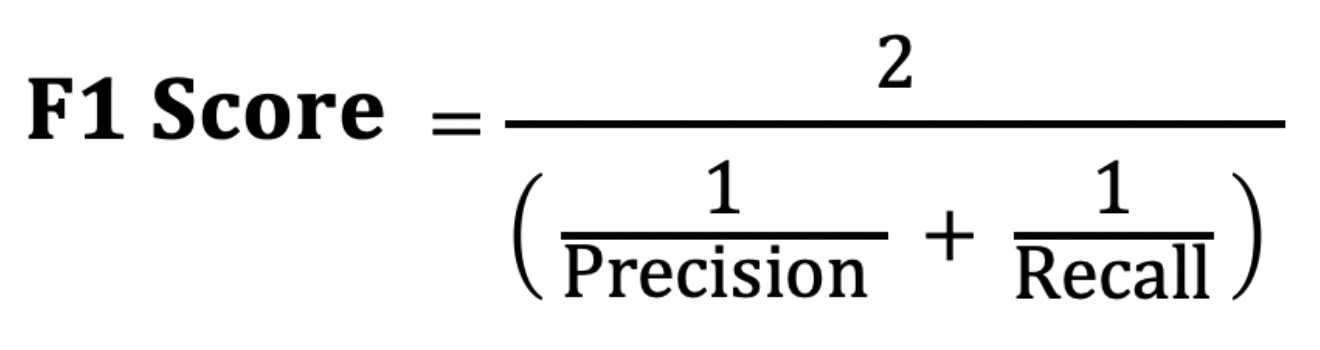 F1 Score = 2
( 1 + 1 )
Precision Recall